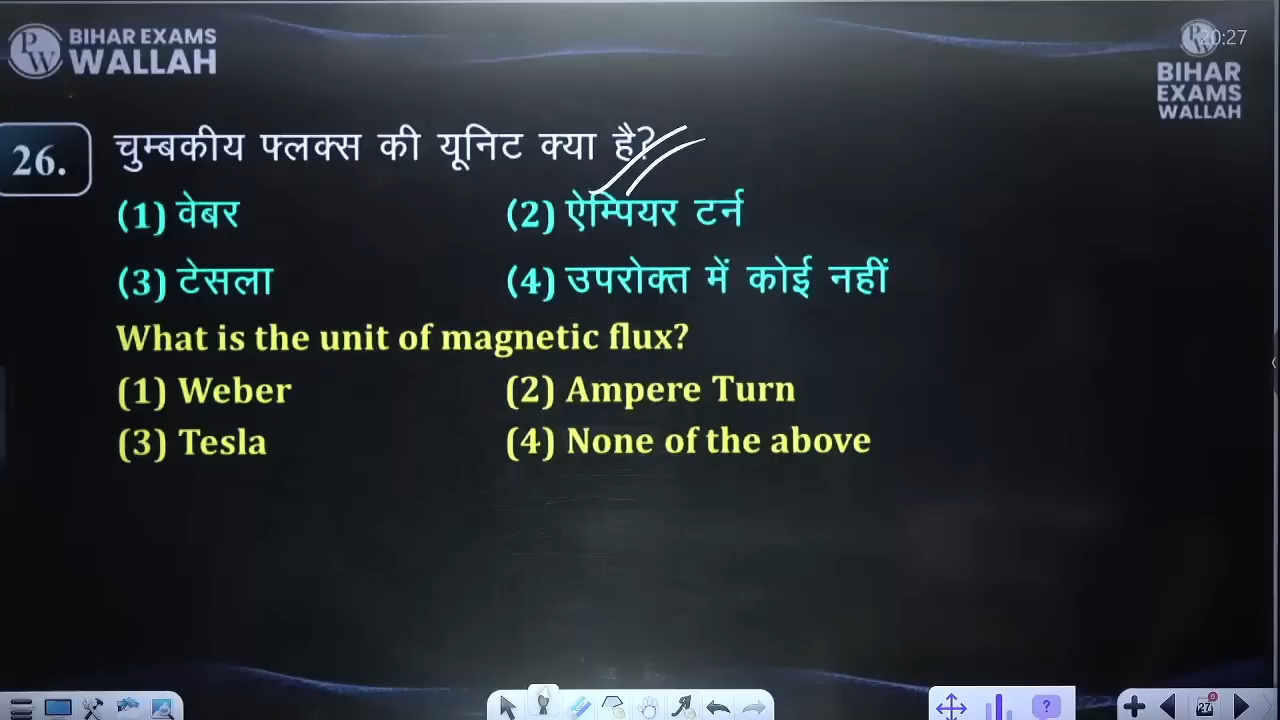 BIHAR EXAMS
WALLAH
20:27
BIHAR
EXAMS
WALLAH
26.
चुम्बकीय फ्लक्स की यूनिट क्या है?
(1) वेबर (2) ऐम्पियर टर्न
(3) टेसला (4) उपरोक्त में कोई नहीं
What is the unit of magnetic flux?
(1) Weber (2) Ampere Turn
(3) Tesla (4) None of the above
27